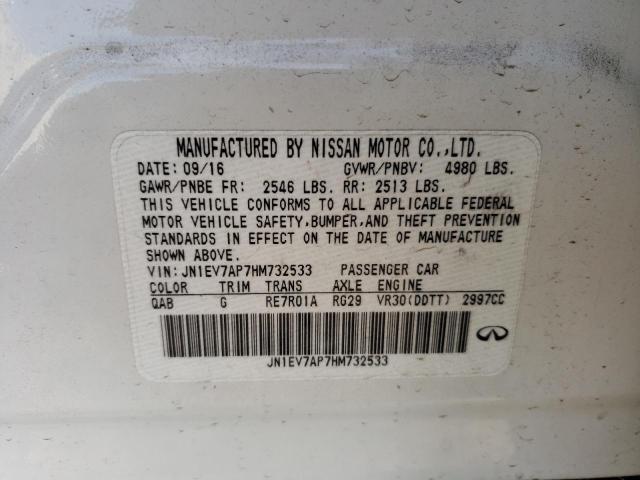 MANUFACTURED BY NISSAN MOTOR CO.,LTD.
DATE: 09/16 GVWR/PNBV: 4980 LBS.
GAWR/PNBE FR: 2546 LBS. RR: 2513 LBS.
THIS VEHICLE CONFORMS TO ALL APPLICABLE FEDERAL
MOTOR VEHICLE SAFETY,BUMPER,AND THEFT PREVENTION
STANDARDS IN EFFECT ON THE DATE OF MANUFACTURE
SHOWN ABOVE.
VIN: JN1EV7AP7HM732533 PASSENGER CAR
COLOR TRIM TRANS AXLE ENGINE
QAB G RE7R01A RG29 VR30(DDTT) 2997CC
JN1EV7AP7HM732533